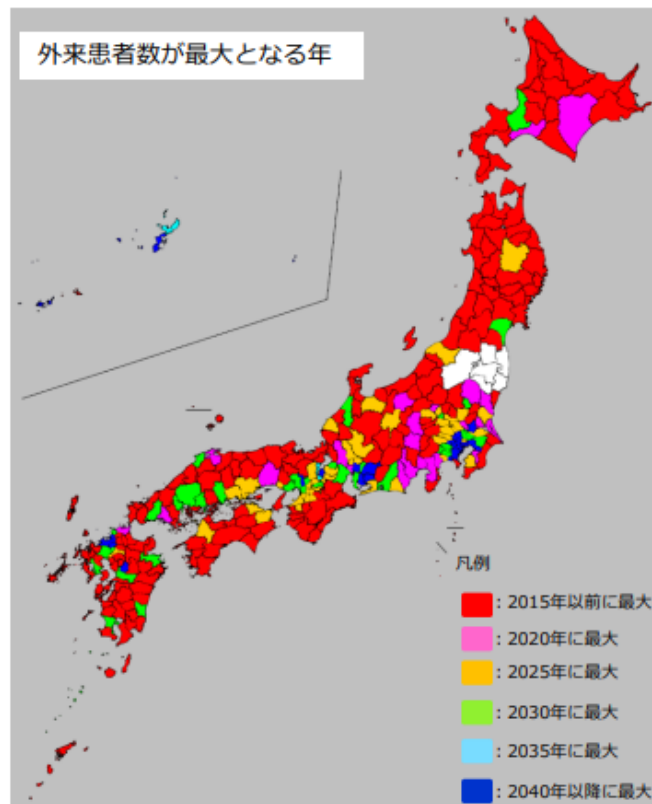 外来患者数が最大となる年
凡例
：2015年以前に最大
：2020年に最大
：2025年に最大
：2030年に最大
：2035年に最大
：2040年以降に最大